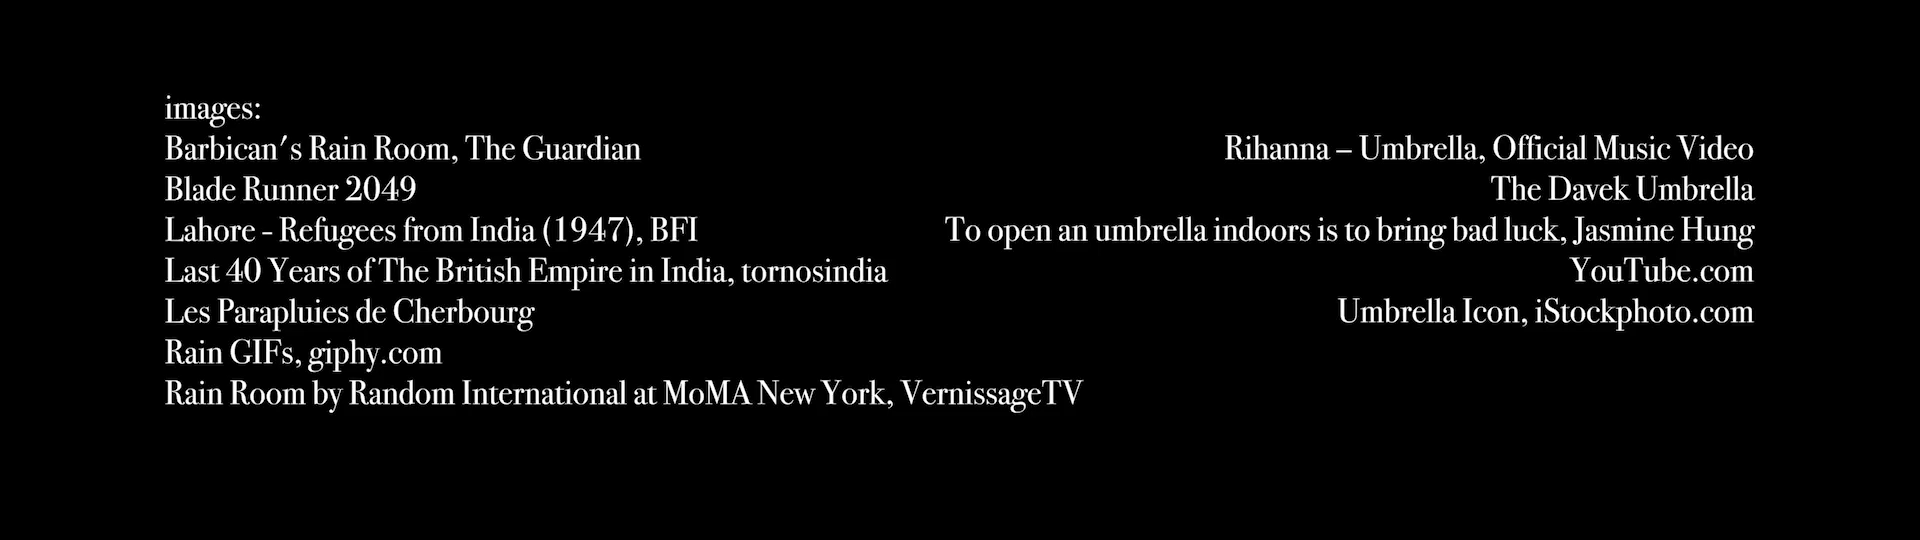 images:
Barbican's Rain Room, The Guardian
Blade Runner 2049
Lahore - Refugees from India (1947), BFI
Last 40 Years of The British Empire in India, tornosindia
Les Parapluies de Cherbourg
Rain GIFs, giphy.com
Rain Room by Random International at MoMA New York, VernissageTV
Rihanna – Umbrella, Official Music Video
The Davek Umbrella
To open an umbrella indoors is to bring bad luck, Jasmine Hung
YouTube.com
Umbrella Icon, iStockphoto.com